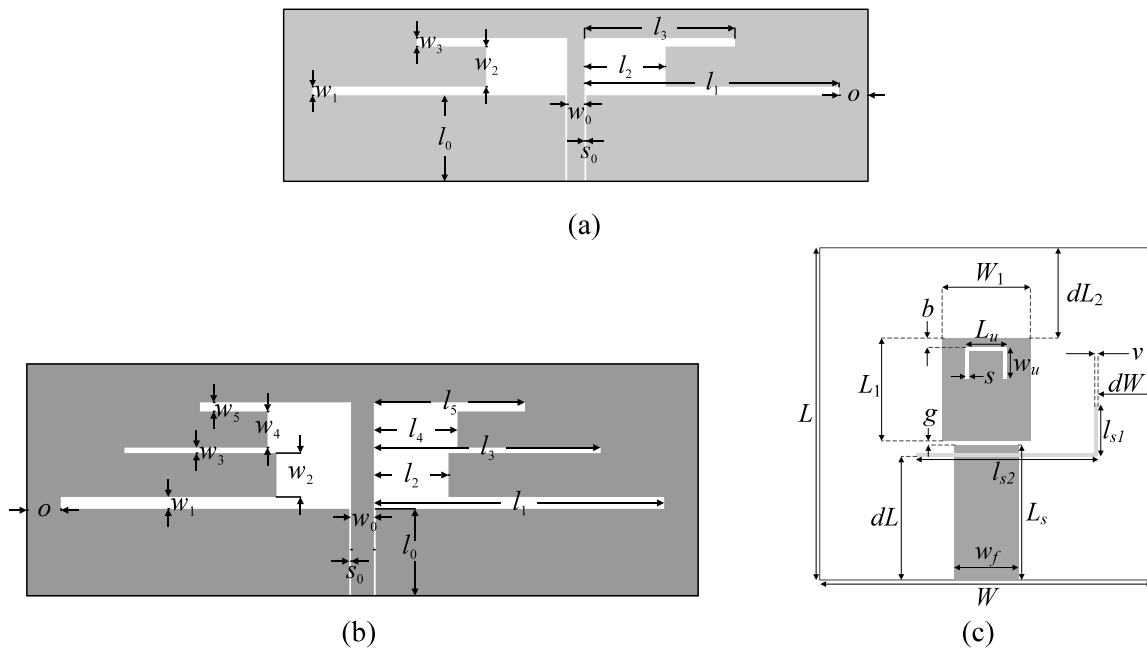 l₃
w₃
w₂
l₂
l₁
w₁
o
w₀
l₀
s₀
(a)
W₁
dL₂
b
Lᵤ
v
wᵤ
s
L₁
dW
L
g
lₛ₁
lₛ₂
dL
Lₛ
w_f
W
(c)
l₅
w₅
w₄
l₄
w₃
l₃
w₂
l₂
w₁
l₁
o
w₀
l₀
s₀
(b)